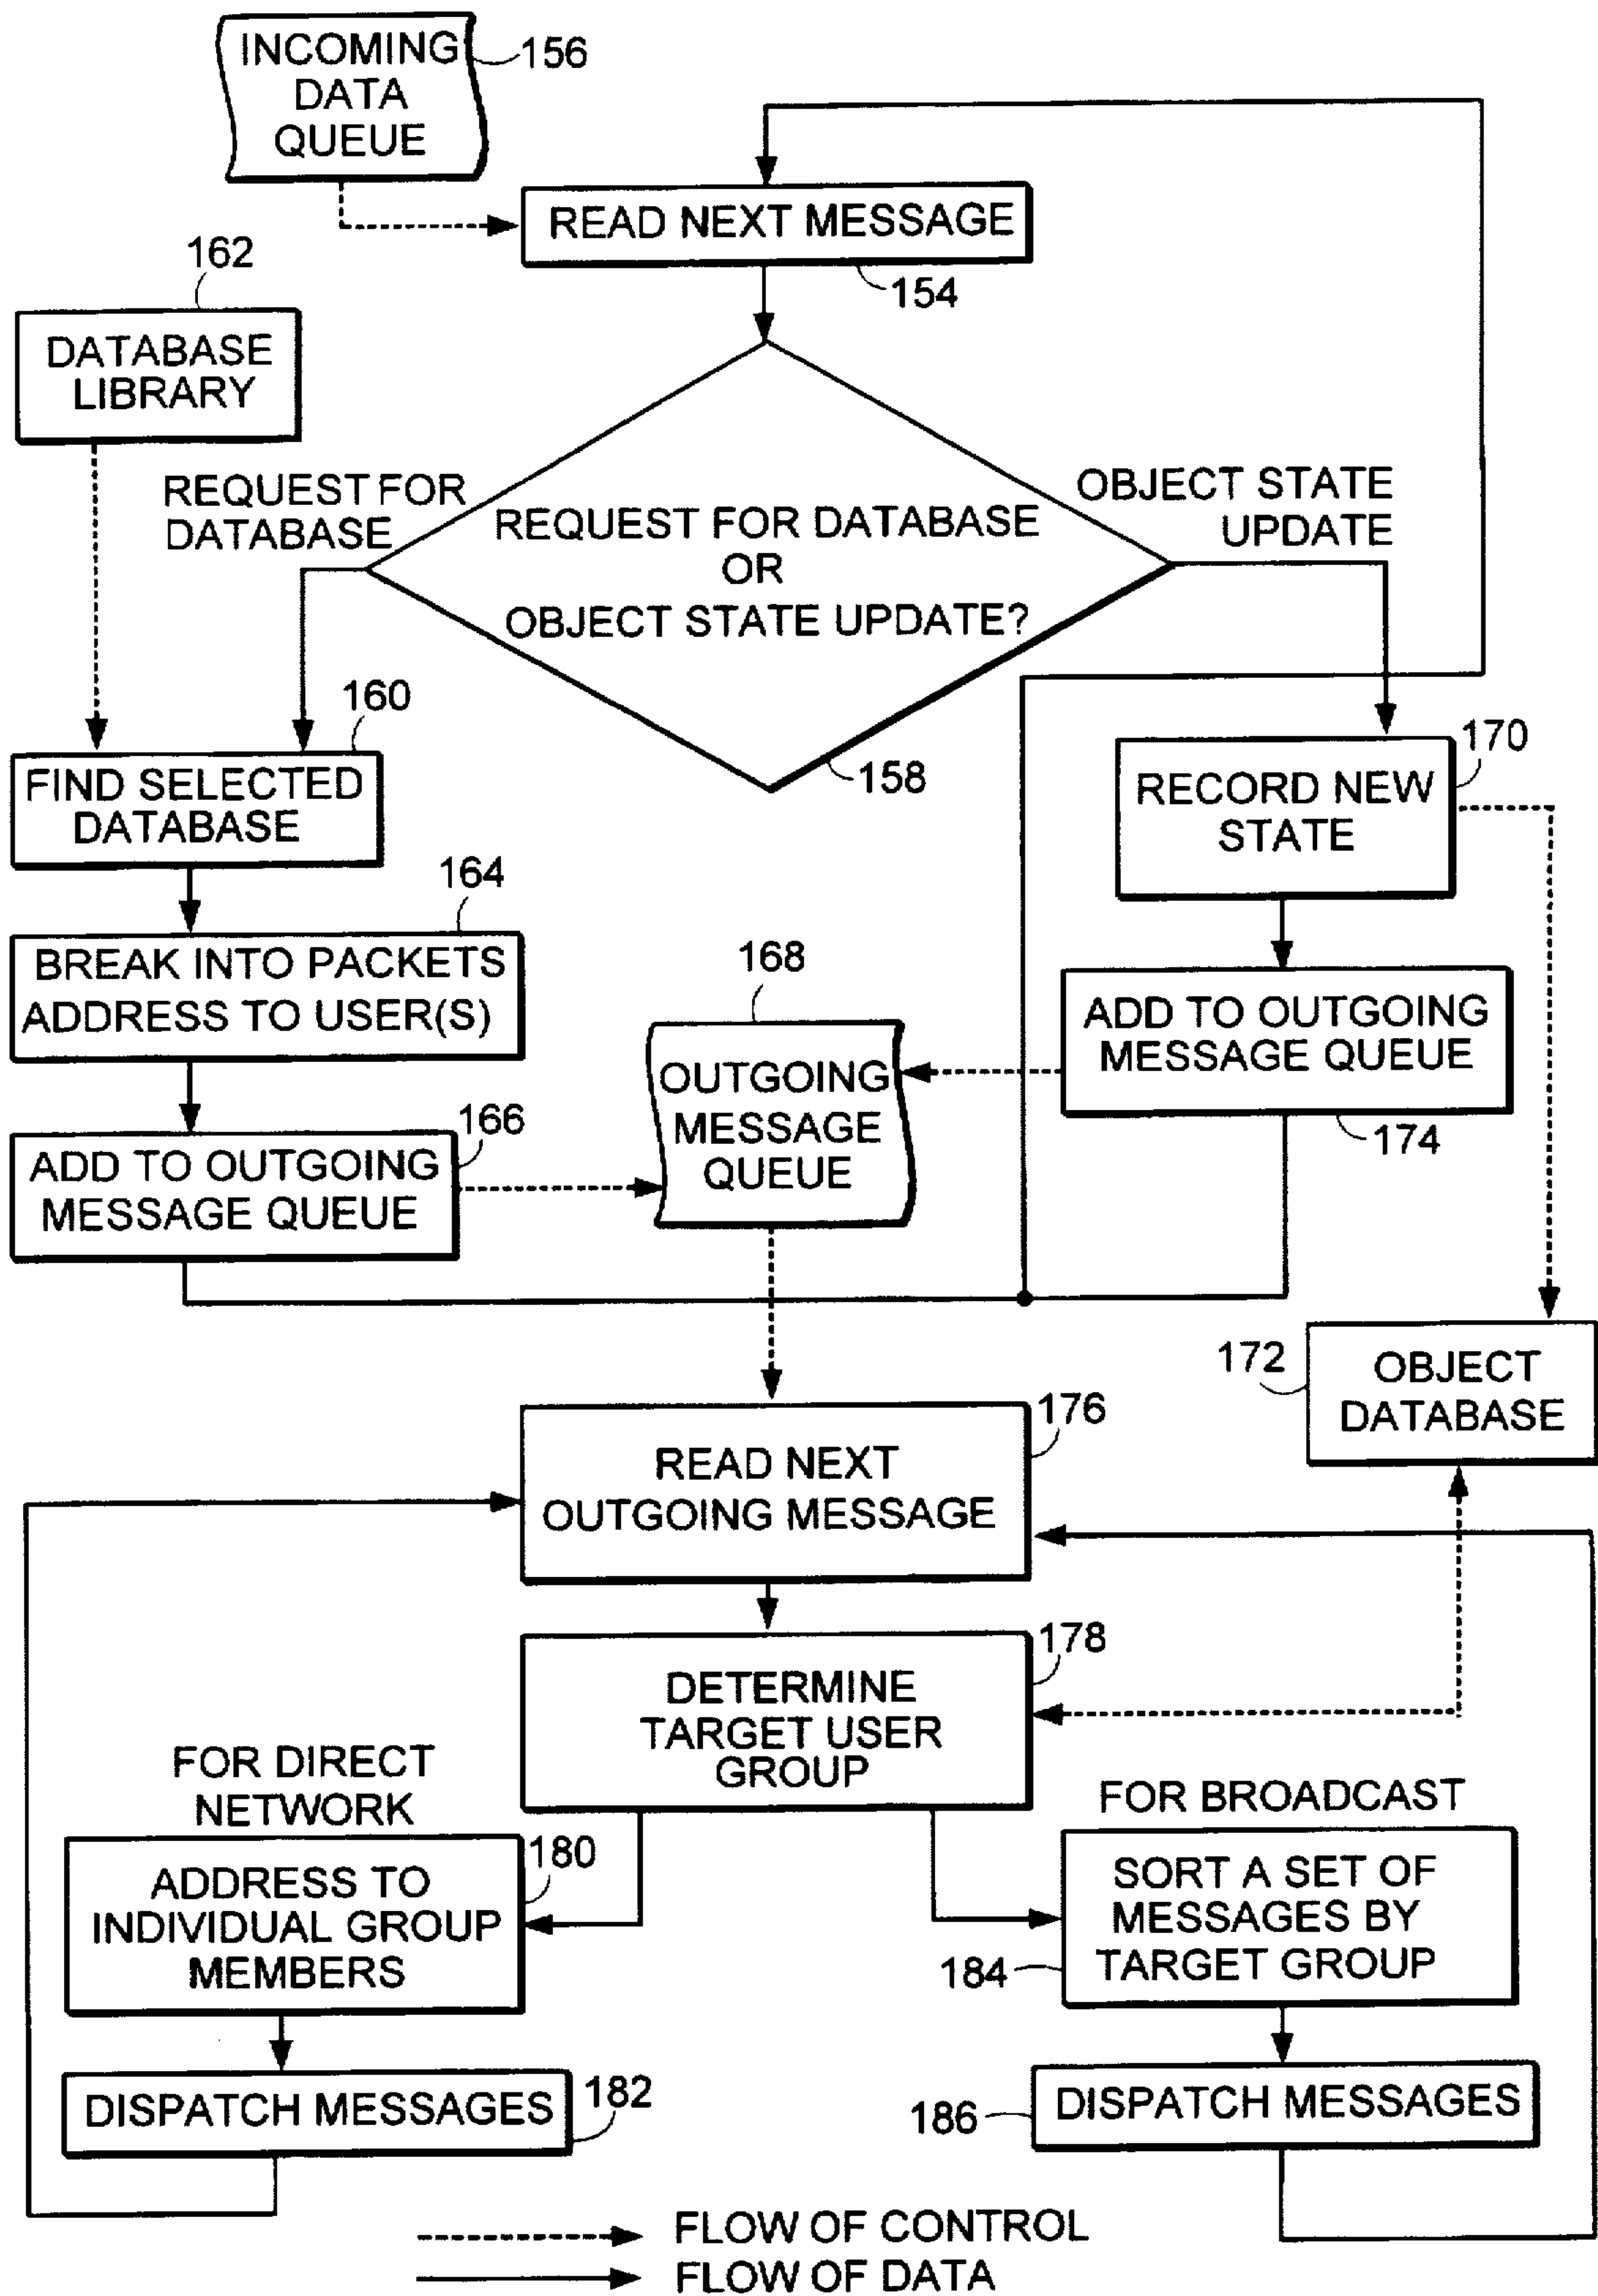 INCOMING
DATA
QUEUE
156
READ NEXT MESSAGE
154
162
DATABASE
LIBRARY
REQUEST FOR
DATABASE
REQUEST FOR DATABASE
OR
OBJECT STATE UPDATE?
158
OBJECT STATE
UPDATE
160
FIND SELECTED
DATABASE
170
RECORD NEW
STATE
164
BREAK INTO PACKETS
ADDRESS TO USER(S)
168
OUTGOING
MESSAGE
QUEUE
ADD TO OUTGOING
MESSAGE QUEUE
174
166
ADD TO OUTGOING
MESSAGE QUEUE
172
OBJECT
DATABASE
176
READ NEXT
OUTGOING MESSAGE
178
DETERMINE
TARGET USER
GROUP
FOR DIRECT
NETWORK
180
ADDRESS TO
INDIVIDUAL GROUP
MEMBERS
FOR BROADCAST
SORT A SET OF
MESSAGES BY
TARGET GROUP
184
DISPATCH MESSAGES
182
186
DISPATCH MESSAGES
FLOW OF CONTROL
FLOW OF DATA